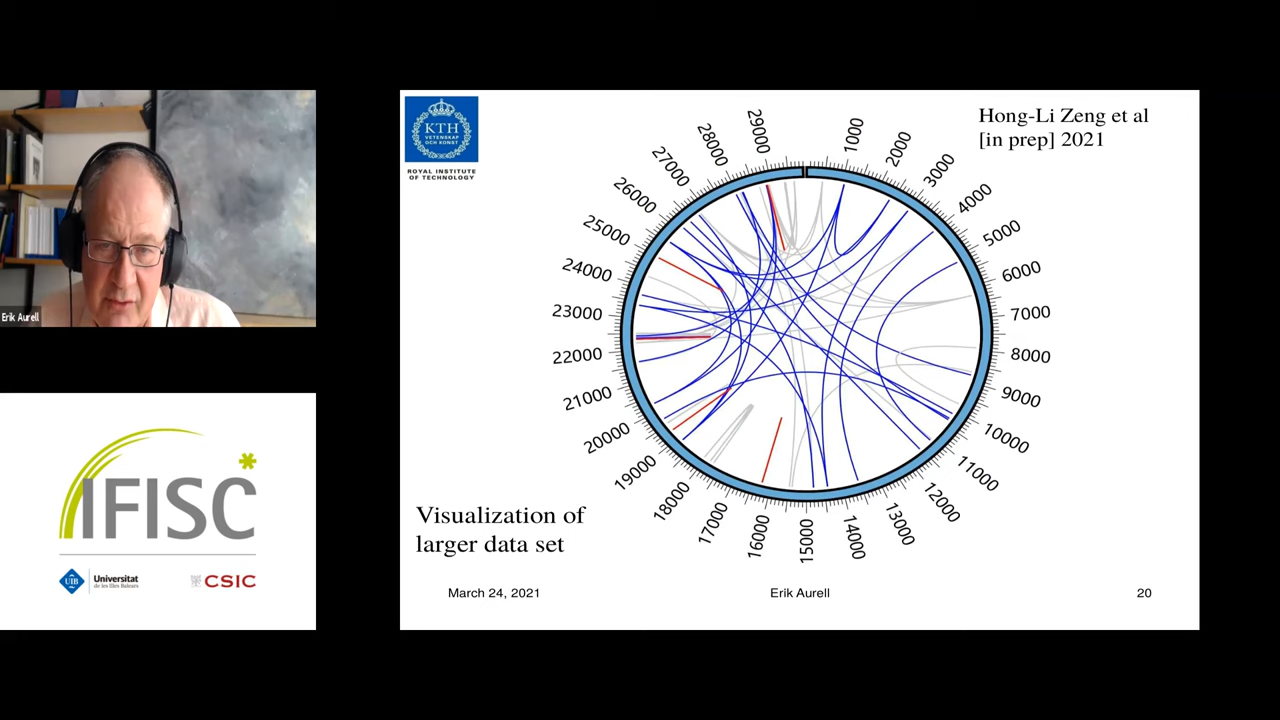 Erik Aurell
IFISC
UIB
Universitat
de les Illes Balears
CSIC
KTH
VETENSKAP
OCH KONST
ROYAL INSTITUTE
OF TECHNOLOGY
Hong-Li Zeng et al
[in prep] 2021
1000
2000
3000
4000
5000
6000
7000
8000
9000
10000
11000
12000
13000
14000
15000
16000
17000
18000
19000
20000
21000
22000
23000
24000
25000
26000
27000
28000
29000
Visualization of
larger data set
March 24, 2021 Erik Aurell 20